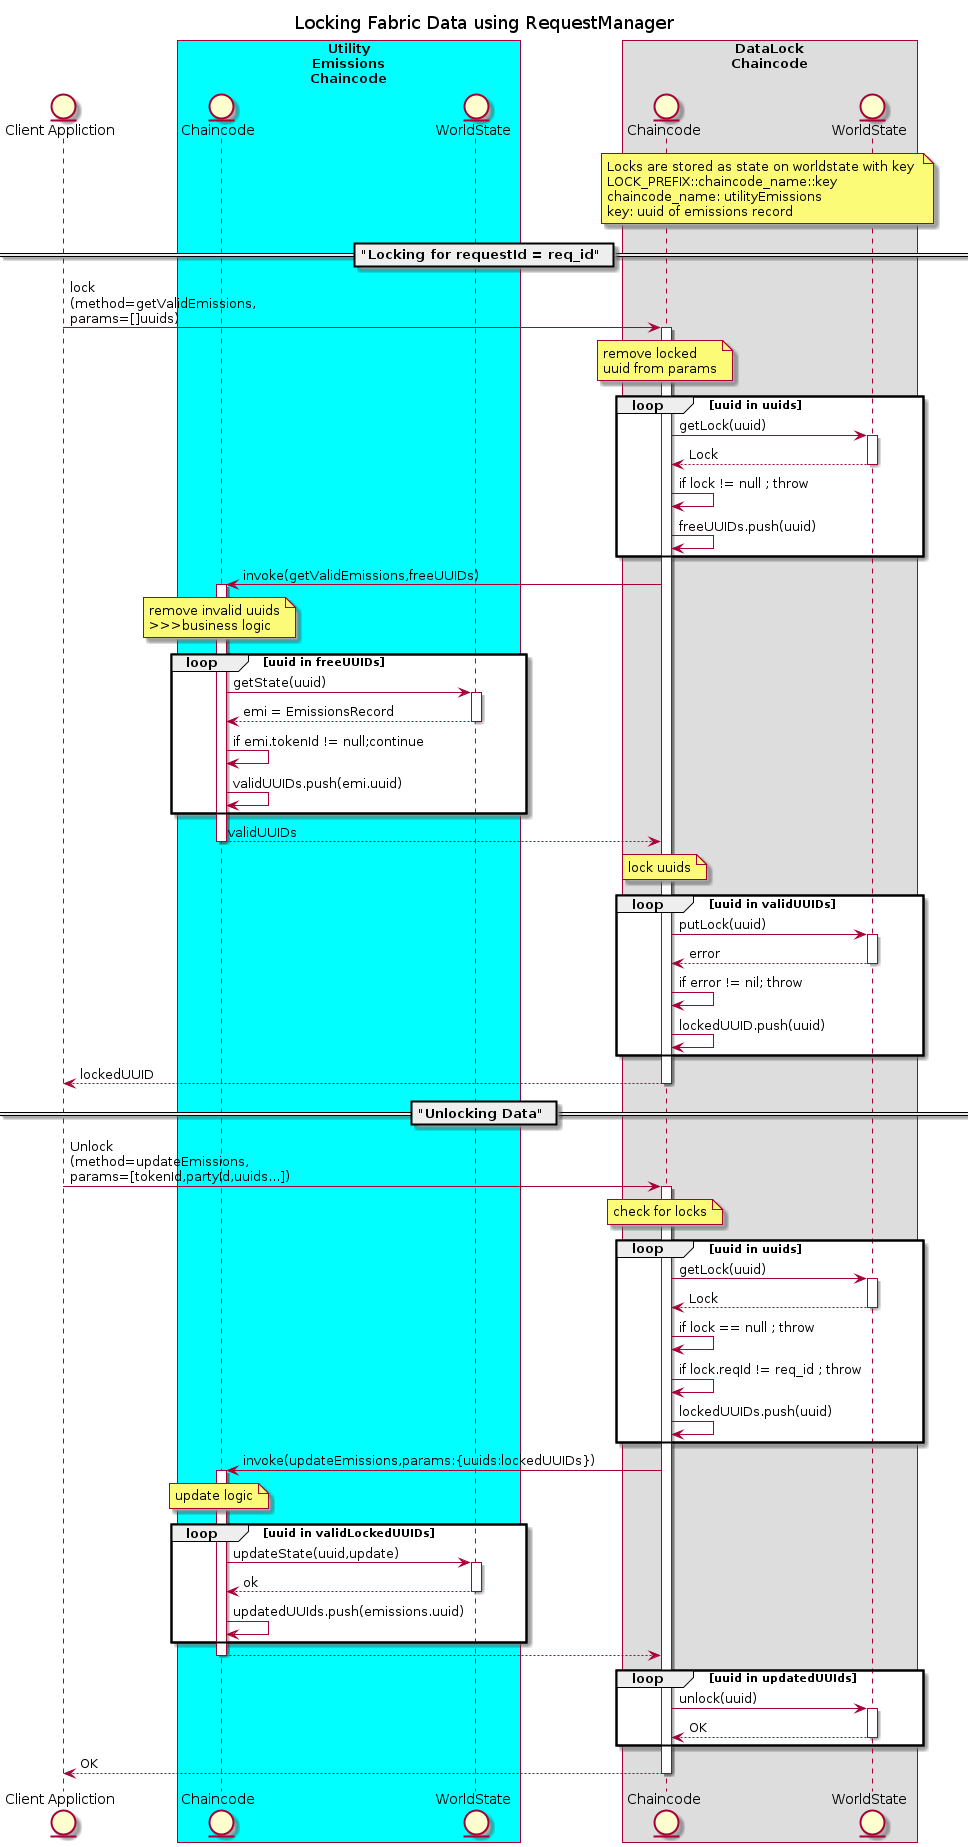 Locking Fabric Data using RequestManager
Utility
Emissions
Chaincode
DataLock
Chaincode
Client Appliction
Chaincode
WorldState
Chaincode
WorldState
Locks are stored as state on worldstate with key
LOCK_PREFIX::chaincode_name::key
chaincode_name: utilityEmissions
key: uuid of emissions record
"Locking for requestId = req_id"
lock
(method=getValidEmissions,
params=[]uuids)
remove locked
uuid from params
loop [uuid in uuids]
getLock(uuid)
Lock
if lock != null ; throw
freeUUIDs.push(uuid)
invoke(getValidEmissions,freeUUIDs)
remove invalid uuids
>>>business logic
loop [uuid in freeUUIDs]
getState(uuid)
emi = EmissionsRecord
if emi.tokenId != null;continue
validUUIDs.push(emi.uuid)
validUUIDs
lock uuids
loop [uuid in validUUIDs]
putLock(uuid)
error
if error != nil; throw
lockedUUID.push(uuid)
lockedUUID
"Unlocking Data"
Unlock
(method=updateEmissions,
params=[tokenId,partyId,uuids...])
check for locks
loop [uuid in uuids]
getLock(uuid)
Lock
if lock == null ; throw
if lock.reqId != req_id ; throw
lockedUUIDs.push(uuid)
invoke(updateEmissions,params:{uuids:lockedUUIDs})
update logic
loop [uuid in validLockedUUIDs]
updateState(uuid,update)
ok
updatedUUIds.push(emissions.uuid)
loop [uuid in updatedUUIds]
unlock(uuid)
OK
OK
Client Appliction
Chaincode
WorldState
Chaincode
WorldState